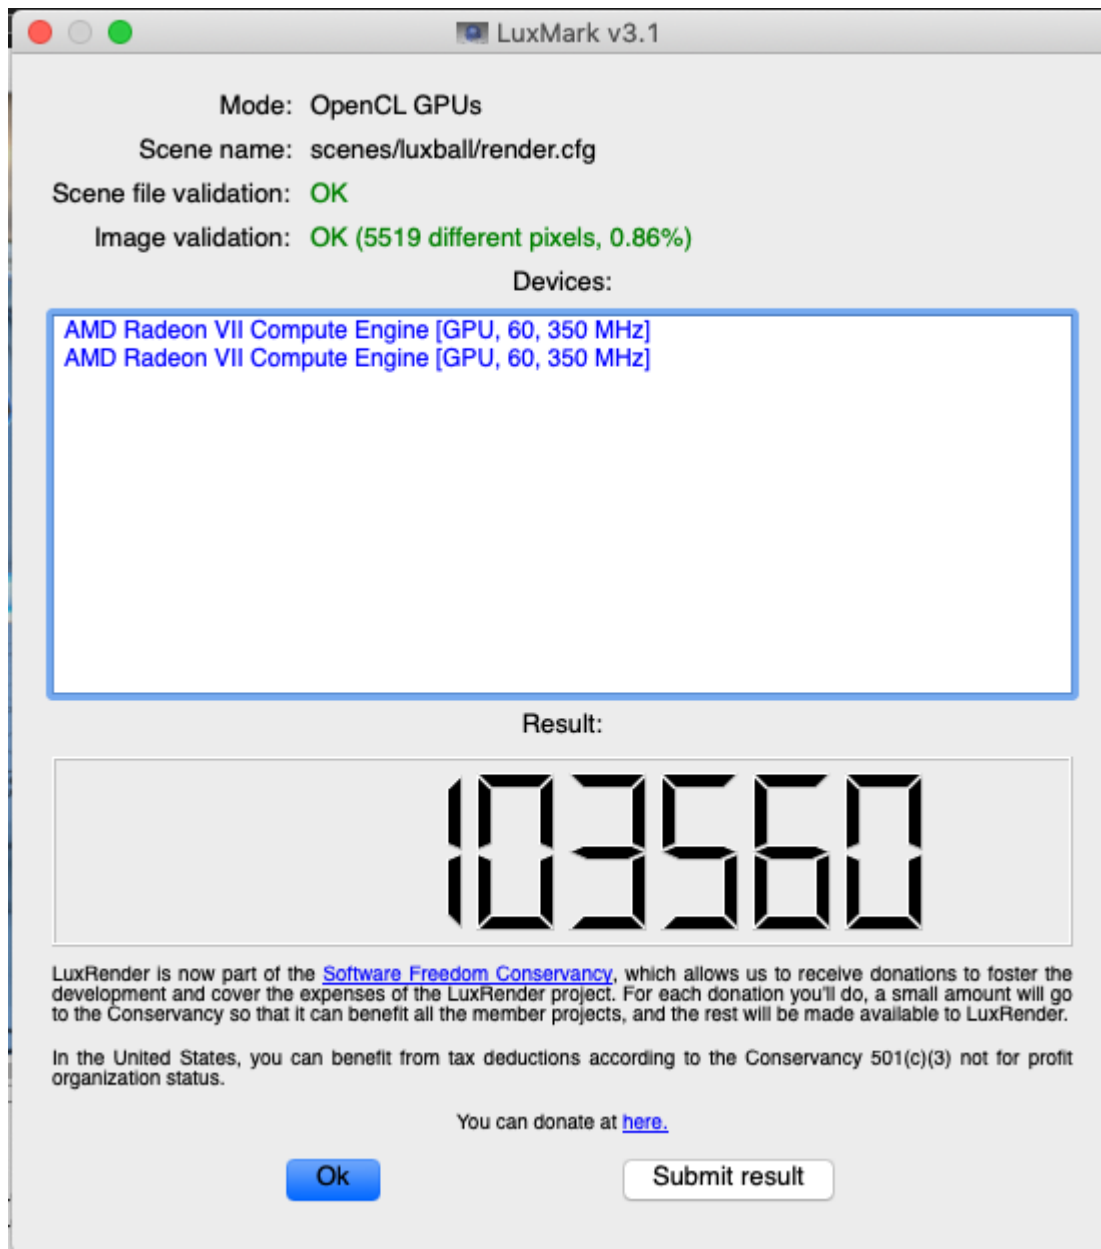 LuxMark v3.1
Mode: OpenCL GPUs
Scene name: scenes/luxball/render.cfg
Scene file validation: OK
Image validation: OK (5519 different pixels, 0.86%)
Devices:
AMD Radeon VII Compute Engine [GPU, 60, 350 MHz]
AMD Radeon VII Compute Engine [GPU, 60, 350 MHz]
Result:
103560
LuxRender is now part of the Software Freedom Conservancy, which allows us to receive donations to foster the
development and cover the expenses of the LuxRender project. For each donation you'll do, a small amount will go
to the Conservancy so that it can benefit all the member projects, and the rest will be made available to LuxRender.
In the United States, you can benefit from tax deductions according to the Conservancy 501(c)(3) not for profit
organization status.
You can donate at here.
Ok
Submit result